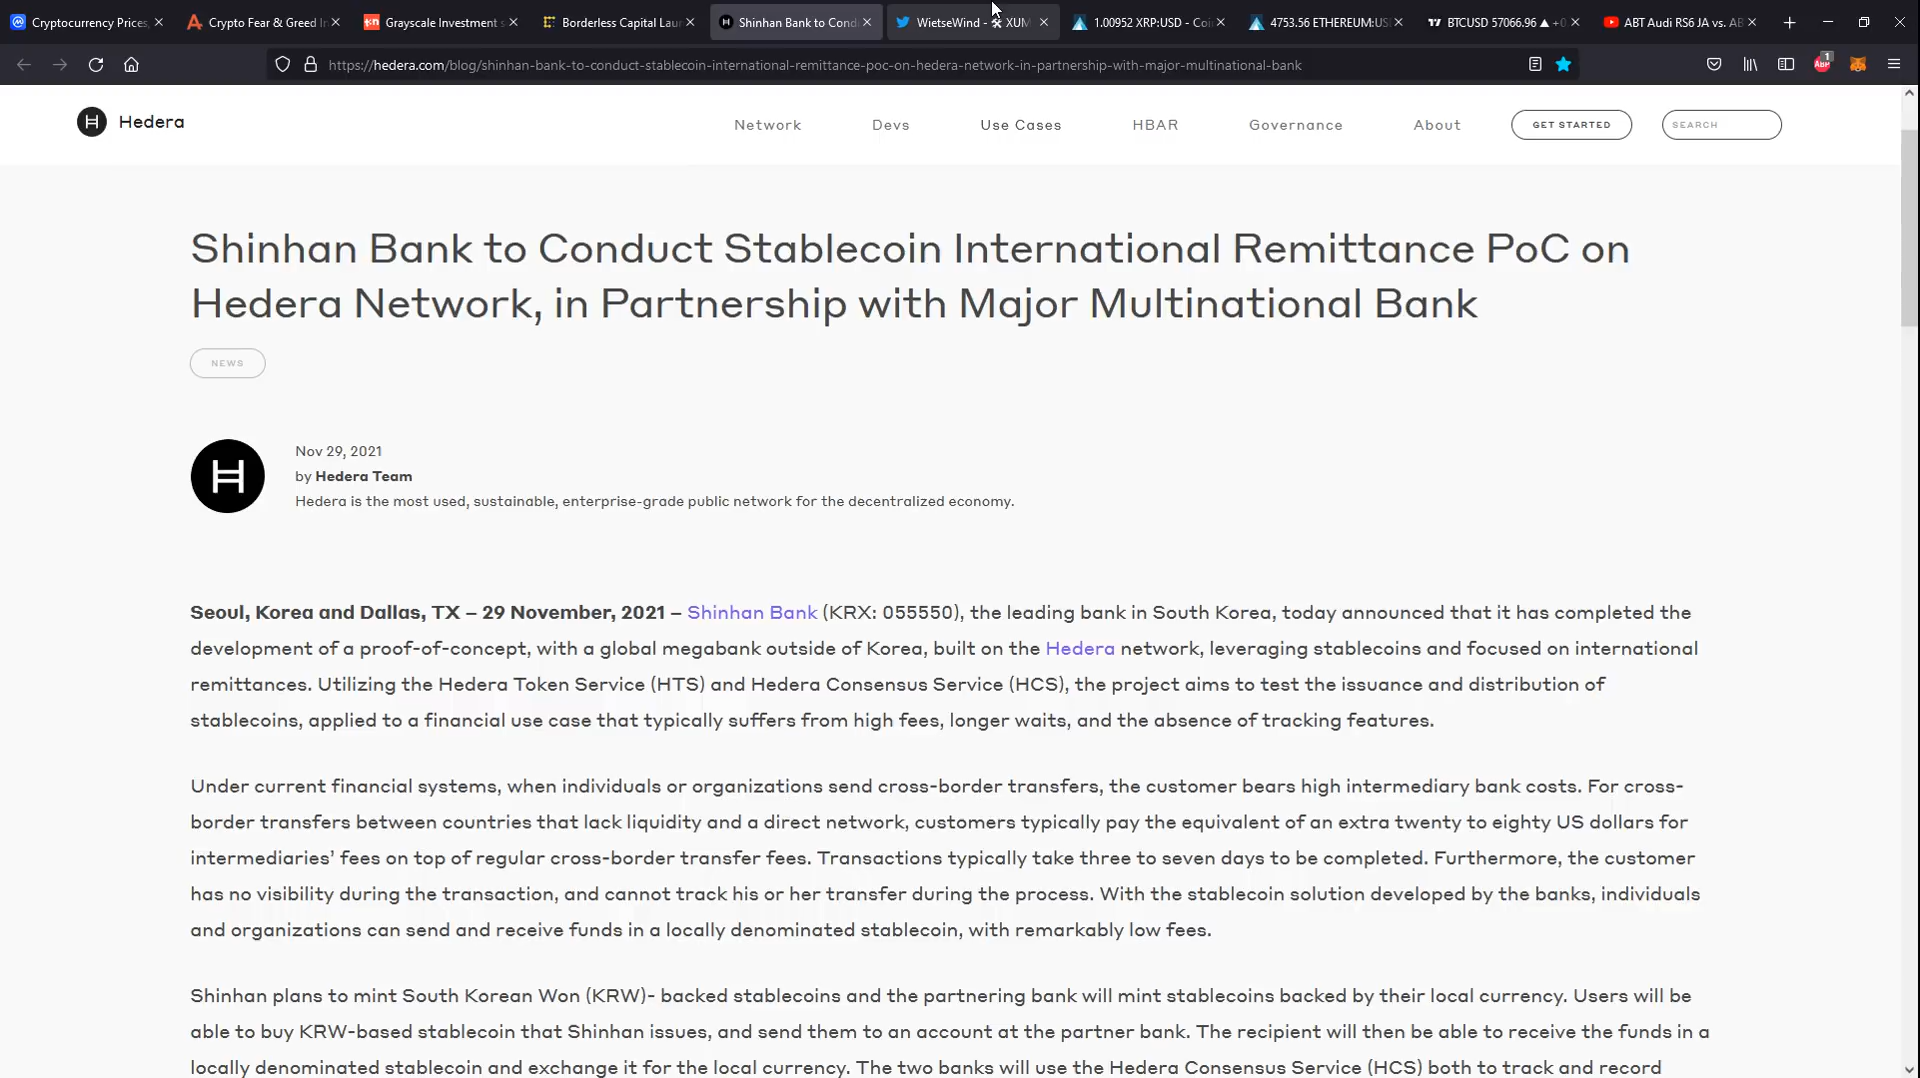 Cryptocurrency Prices,
Crypto Fear & Greed In
Grayscale Investment s
Borderless Capital Lau
Shinhan Bank to Cond
WietseWind - 🛠 XUM
1.00952 XRP:USD - Coi
4753.56 ETHEREUM:US
BTCUSD 57066.96 ▲ +0
ABT Audi RS6 JA vs. AB
https://hedera.com/blog/shinhan-bank-to-conduct-stablecoin-international-remittance-poc-on-hedera-network-in-partnership-with-major-multinational-bank
ABP
1
H Hedera
Network
Devs
Use Cases
HBAR
Governance
About
GET STARTED
SEARCH
Shinhan Bank to Conduct Stablecoin International Remittance PoC on
Hedera Network, in Partnership with Major Multinational Bank
NEWS
Nov 29, 2021
by Hedera Team
Hedera is the most used, sustainable, enterprise-grade public network for the decentralized economy.
Seoul, Korea and Dallas, TX – 29 November, 2021 – Shinhan Bank (KRX: 055550), the leading bank in South Korea, today announced that it has completed the
development of a proof-of-concept, with a global megabank outside of Korea, built on the Hedera network, leveraging stablecoins and focused on international
remittances. Utilizing the Hedera Token Service (HTS) and Hedera Consensus Service (HCS), the project aims to test the issuance and distribution of
stablecoins, applied to a financial use case that typically suffers from high fees, longer waits, and the absence of tracking features.
Under current financial systems, when individuals or organizations send cross-border transfers, the customer bears high intermediary bank costs. For cross-
border transfers between countries that lack liquidity and a direct network, customers typically pay the equivalent of an extra twenty to eighty US dollars for
intermediaries’ fees on top of regular cross-border transfer fees. Transactions typically take three to seven days to be completed. Furthermore, the customer
has no visibility during the transaction, and cannot track his or her transfer during the process. With the stablecoin solution developed by the banks, individuals
and organizations can send and receive funds in a locally denominated stablecoin, with remarkably low fees.
Shinhan plans to mint South Korean Won (KRW)- backed stablecoins and the partnering bank will mint stablecoins backed by their local currency. Users will be
able to buy KRW-based stablecoin that Shinhan issues, and send them to an account at the partner bank. The recipient will then be able to receive the funds in a
locally denominated stablecoin and exchange it for the local currency. The two banks will use the Hedera Consensus Service (HCS) both to track and record